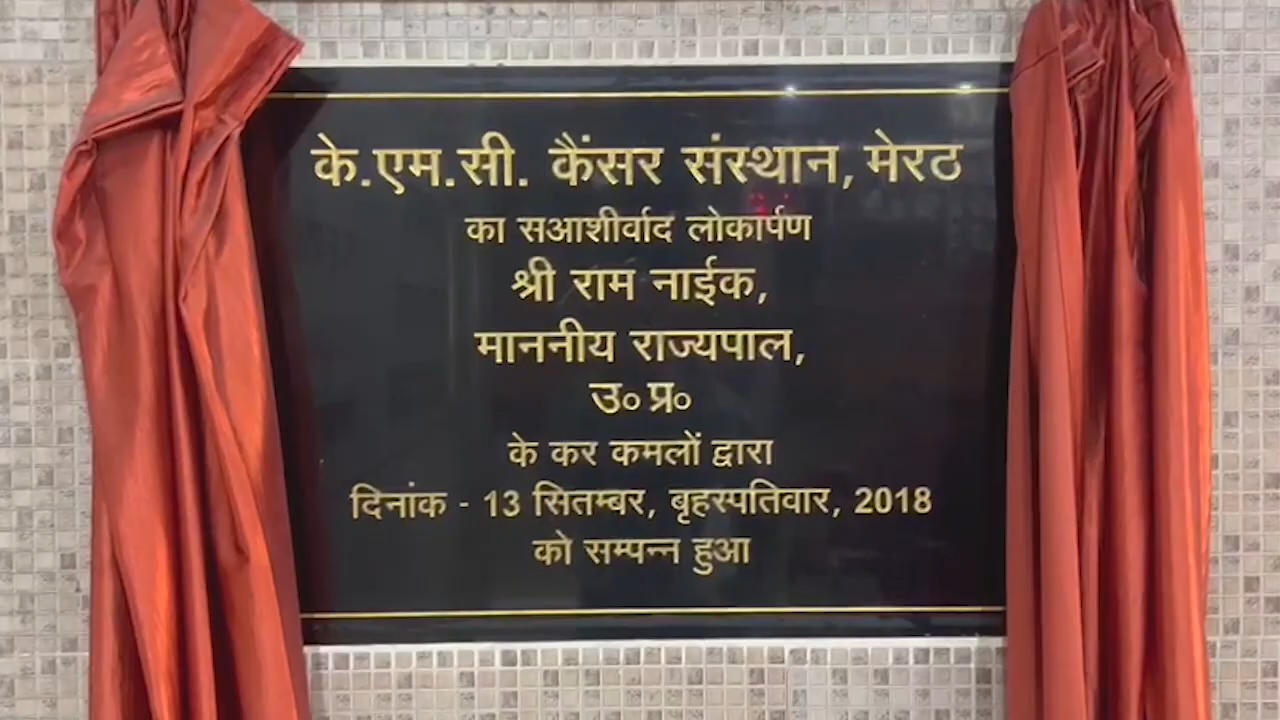 के.एम.सी. कैंसर संस्थान, मेरठ
का सआशीर्वाद लोकार्पण
श्री राम नाईक,
माननीय राज्यपाल,
उ० प्र०
के कर कमलों द्वारा
दिनांक - 13 सितम्बर, बृहस्पतिवार, 2018
को सम्पन्न हुआ